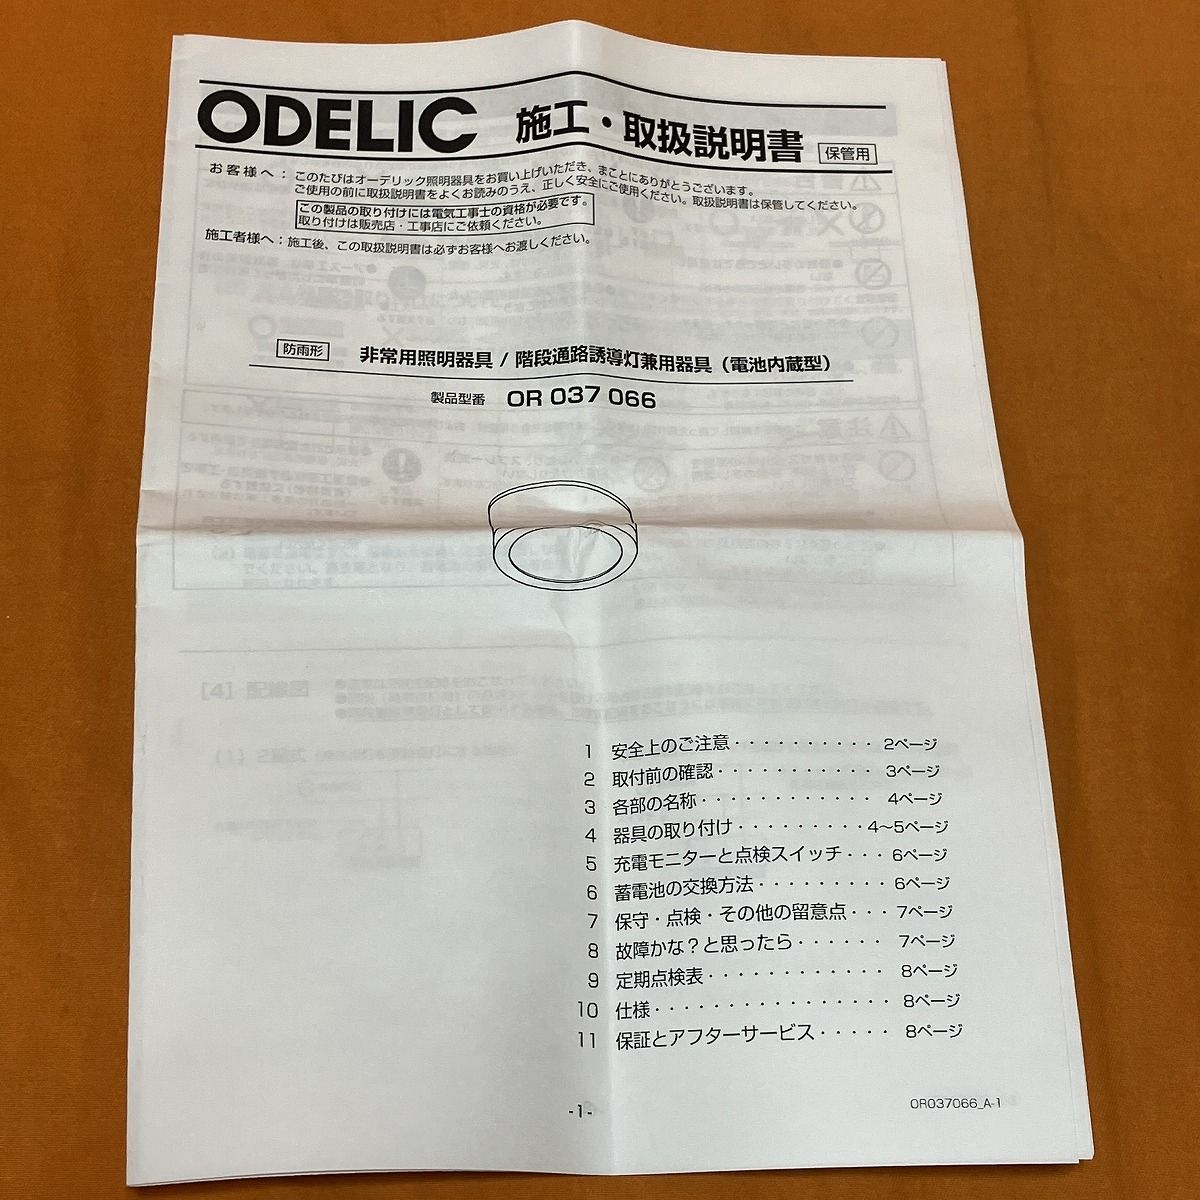 ODELIC 施工・取扱説明書 保管用
お客様へ：このたびはオーデリック照明器具をお買い上げいただき、まことにありがとうございます。
ご使用の前に取扱説明書をよくお読みのうえ、正しく安全にご使用ください。取扱説明書は保管してください。
この製品の取り付けには電気工事士の資格が必要です。
取り付けは販売店・工事店にご依頼ください。
施工者様へ：施工後、この取扱説明書は必ずお客様へお渡しください。
防雨形 非常用照明器具 / 階段通路誘導灯兼用器具（電池内蔵型）
製品型番 OR 037 066
1 安全上のご注意・・・・・・・・・・ 2ページ
2 取付前の確認・・・・・・・・・・・ 3ページ
3 各部の名称・・・・・・・・・・・・ 4ページ
4 器具の取り付け・・・・・・・・・4～5ページ
5 充電モニターと点検スイッチ・・・ 6ページ
6 蓄電池の交換方法・・・・・・・・・ 6ページ
7 保守・点検・その他の留意点・・・ 7ページ
8 故障かな？と思ったら・・・・・・ 7ページ
9 定期点検表・・・・・・・・・・・・ 8ページ
10 仕様・・・・・・・・・・・・・・・ 8ページ
11 保証とアフターサービス・・・・・ 8ページ
-1-
OR037066_A-1